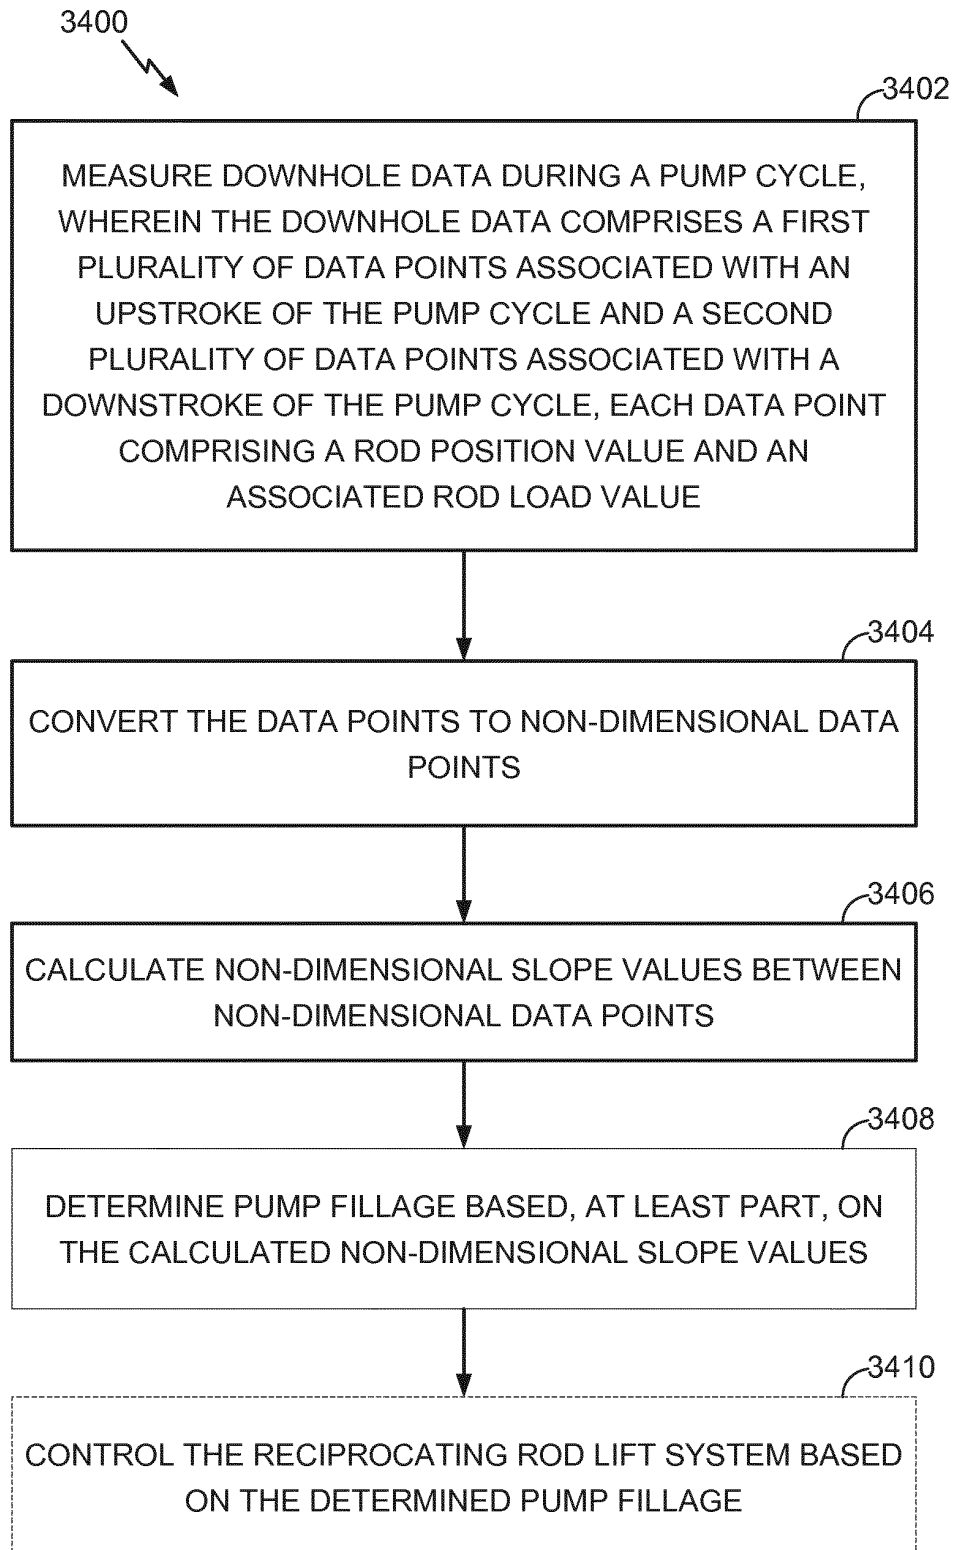 3400
3402
MEASURE DOWNHOLE DATA DURING A PUMP CYCLE,
WHEREIN THE DOWNHOLE DATA COMPRISES A FIRST
PLURALITY OF DATA POINTS ASSOCIATED WITH AN
UPSTROKE OF THE PUMP CYCLE AND A SECOND
PLURALITY OF DATA POINTS ASSOCIATED WITH A
DOWNSTROKE OF THE PUMP CYCLE, EACH DATA POINT
COMPRISING A ROD POSITION VALUE AND AN
ASSOCIATED ROD LOAD VALUE
3404
CONVERT THE DATA POINTS TO NON-DIMENSIONAL DATA
POINTS
3406
CALCULATE NON-DIMENSIONAL SLOPE VALUES BETWEEN
NON-DIMENSIONAL DATA POINTS
3408
DETERMINE PUMP FILLAGE BASED, AT LEAST PART, ON
THE CALCULATED NON-DIMENSIONAL SLOPE VALUES
3410
CONTROL THE RECIPROCATING ROD LIFT SYSTEM BASED
ON THE DETERMINED PUMP FILLAGE